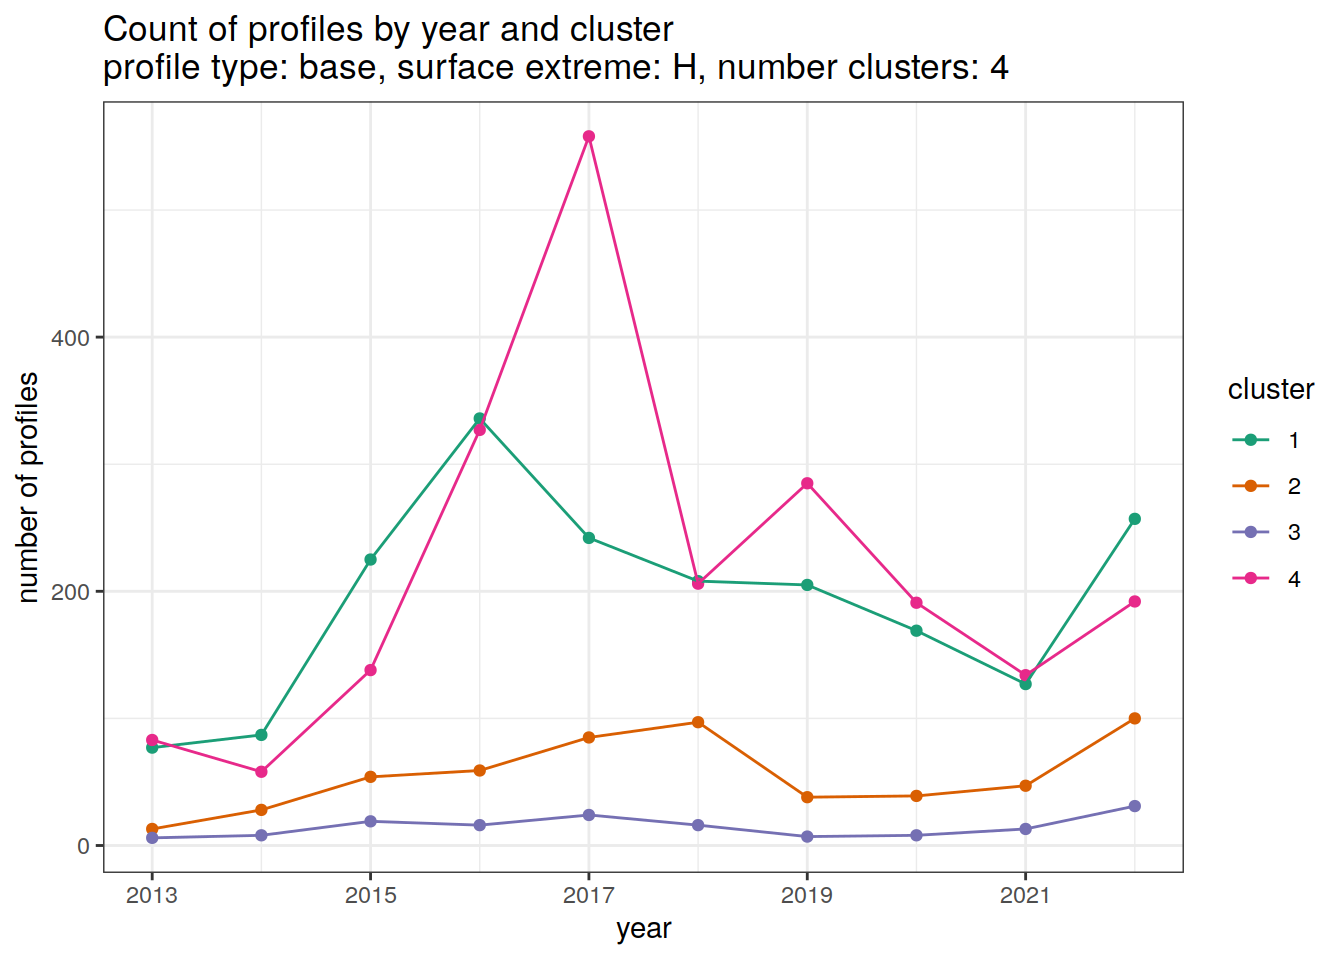 Count of profiles by year and cluster
profile type: base, surface extreme: H, number clusters: 4
number of profiles
400
200
0
2013 2015 2017 2019 2021
year
cluster
1
2
3
4